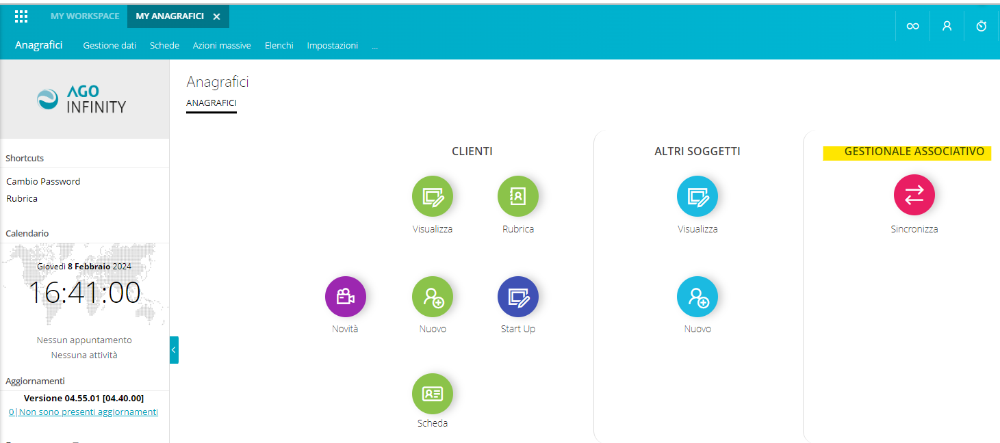 MY WORKSPACE
MY ANAGRAFICI
Anagrafici Gestione dati Schede Azioni massive Elenchi Impostazioni ...
AGO
INFINITY
Shortcuts
Cambio Password
Rubrica
Calendario
Giovedì 8 Febbraio 2024
16:41:00
Nessun appuntamento
Nessuna attività
Aggiornamenti
Versione 04.55.01 [04.40.00]
0|Non sono presenti aggiornamenti
Anagrafici
ANAGRAFICI
CLIENTI
Visualizza
Rubrica
Novità
Nuovo
Start Up
Scheda
ALTRI SOGGETTI
Visualizza
Nuovo
GESTIONALE ASSOCIATIVO
Sincronizza